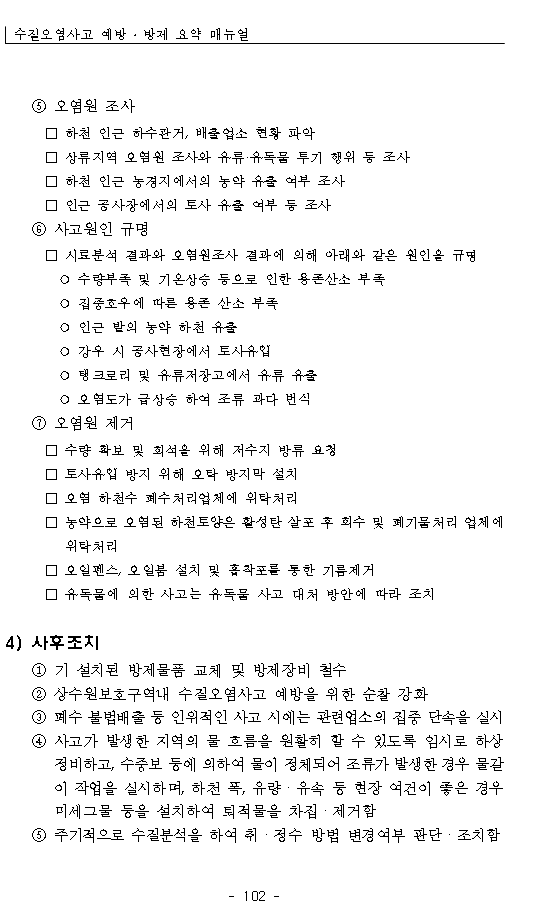 수질오염사고 예방 · 방제 요약 매뉴얼
⑤ 오염원 조사
□ 하천 인근 하수관거, 배출업소 현황 파악
□ 상류지역 오염원 조사와 유류·유독물 투기 행위 등 조사
□ 하천 인근 농경지에서의 농약 유출 여부 조사
□ 인근 공사장에서의 토사 유출 여부 등 조사
⑥ 사고원인 규명
□ 시료분석 결과와 오염원조사 결과에 의해 아래와 같은 원인을 규명
○ 수량부족 및 기온상승 등으로 인한 용존산소 부족
○ 집중호우에 따른 용존 산소 부족
○ 인근 밭의 농약 하천 유출
○ 강우 시 공사현장에서 토사유입
○ 탱크로리 및 유류저장고에서 유류 유출
○ 오염도가 급상승 하여 조류 과다 번식
⑦ 오염원 제거
□ 수량 확보 및 희석을 위해 저수지 방류 요청
□ 토사유입 방지 위해 오탁 방지막 설치
□ 오염 하천수 폐수처리업체에 위탁처리
□ 농약으로 오염된 하천토양은 활성탄 살포 후 회수 및 폐기물처리 업체에
위탁처리
□ 오일펜스, 오일붐 설치 및 흡착포를 통한 기름제거
□ 유독물에 의한 사고는 유독물 사고 대처 방안에 따라 조치
4) 사후조치
① 기 설치된 방제물품 교체 및 방제장비 철수
② 상수원보호구역내 수질오염사고 예방을 위한 순찰 강화
③ 폐수 불법배출 등 인위적인 사고 시에는 관련업소의 집중 단속을 실시
④ 사고가 발생한 지역의 물 흐름을 원활히 할 수 있도록 임시로 하상
정비하고, 수중보 등에 의하여 물이 정체되어 조류가 발생한 경우 물갈
이 작업을 실시하며, 하천 폭, 유량 · 유속 등 현장 여건이 좋은 경우
미세그물 등을 설치하여 퇴적물을 차집 · 제거함
⑤ 주기적으로 수질분석을 하여 취 · 정수 방법 변경여부 판단 · 조치함
- 102 -